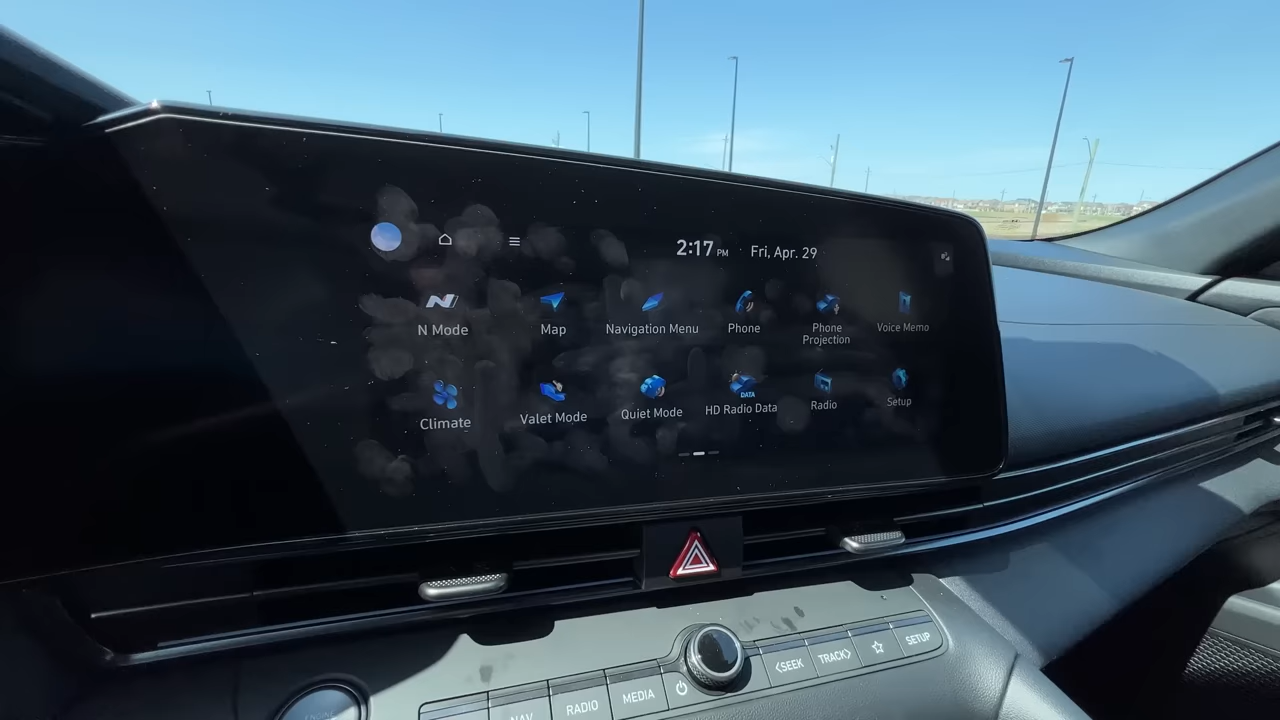 2:17 PM · Fri, Apr. 29
N Mode
Map
Navigation Menu
Phone
Phone
Projection
Voice Memo
Climate
Valet Mode
Quiet Mode
DATA
HD Radio Data
Radio
Setup
NAV
RADIO
MEDIA
<SEEK
TRACK>
SETUP